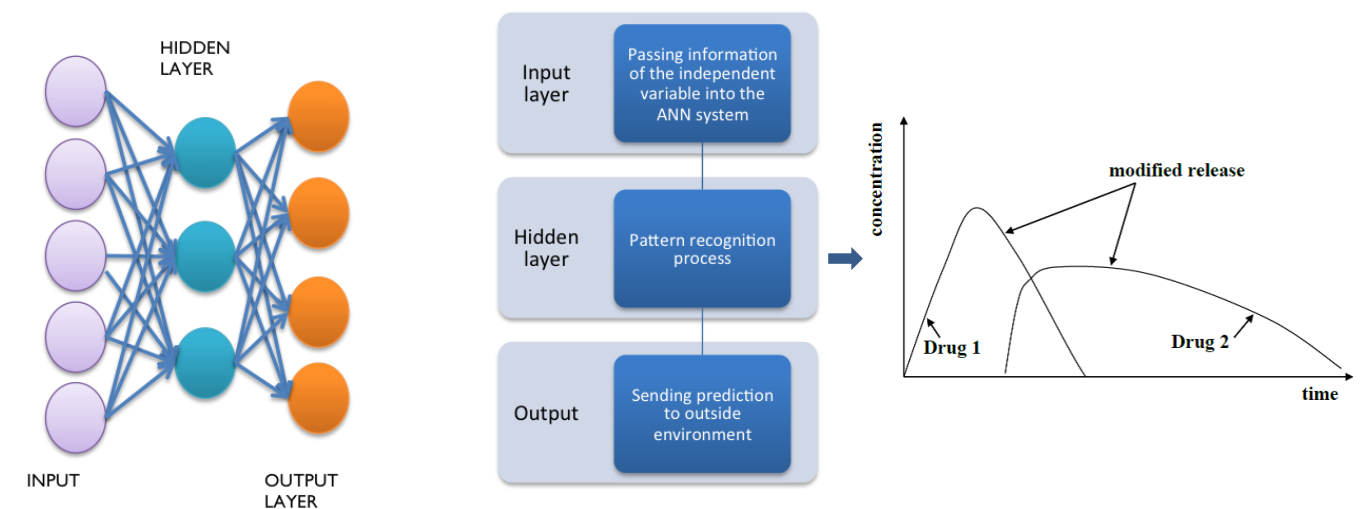 HIDDEN
LAYER
INPUT
OUTPUT
LAYER
Input
layer
Passing information
of the independent
variable into the
ANN system
Hidden
layer
Pattern recognition
process
Output
Sending prediction
to outside
environment
concentration
modified release
Drug 1
Drug 2
time